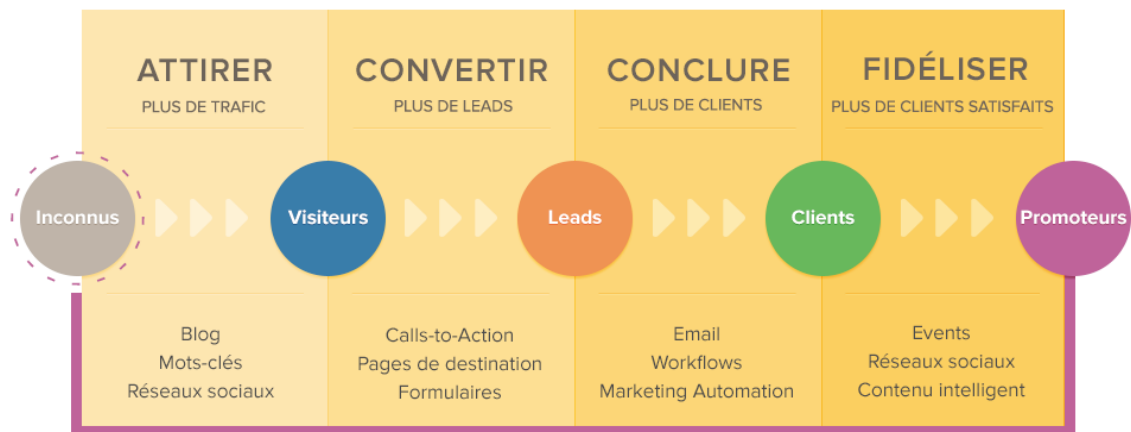 ATTIRER
PLUS DE TRAFIC
CONVERTIR
PLUS DE LEADS
CONCLURE
PLUS DE CLIENTS
FIDÉLISER
PLUS DE CLIENTS SATISFAITS
Inconnus
Visiteurs
Leads
Clients
Promoteurs
Blog
Mots-clés
Réseaux sociaux
Calls-to-Action
Pages de destination
Formulaires
Email
Workflows
Marketing Automation
Events
Réseaux sociaux
Contenu intelligent